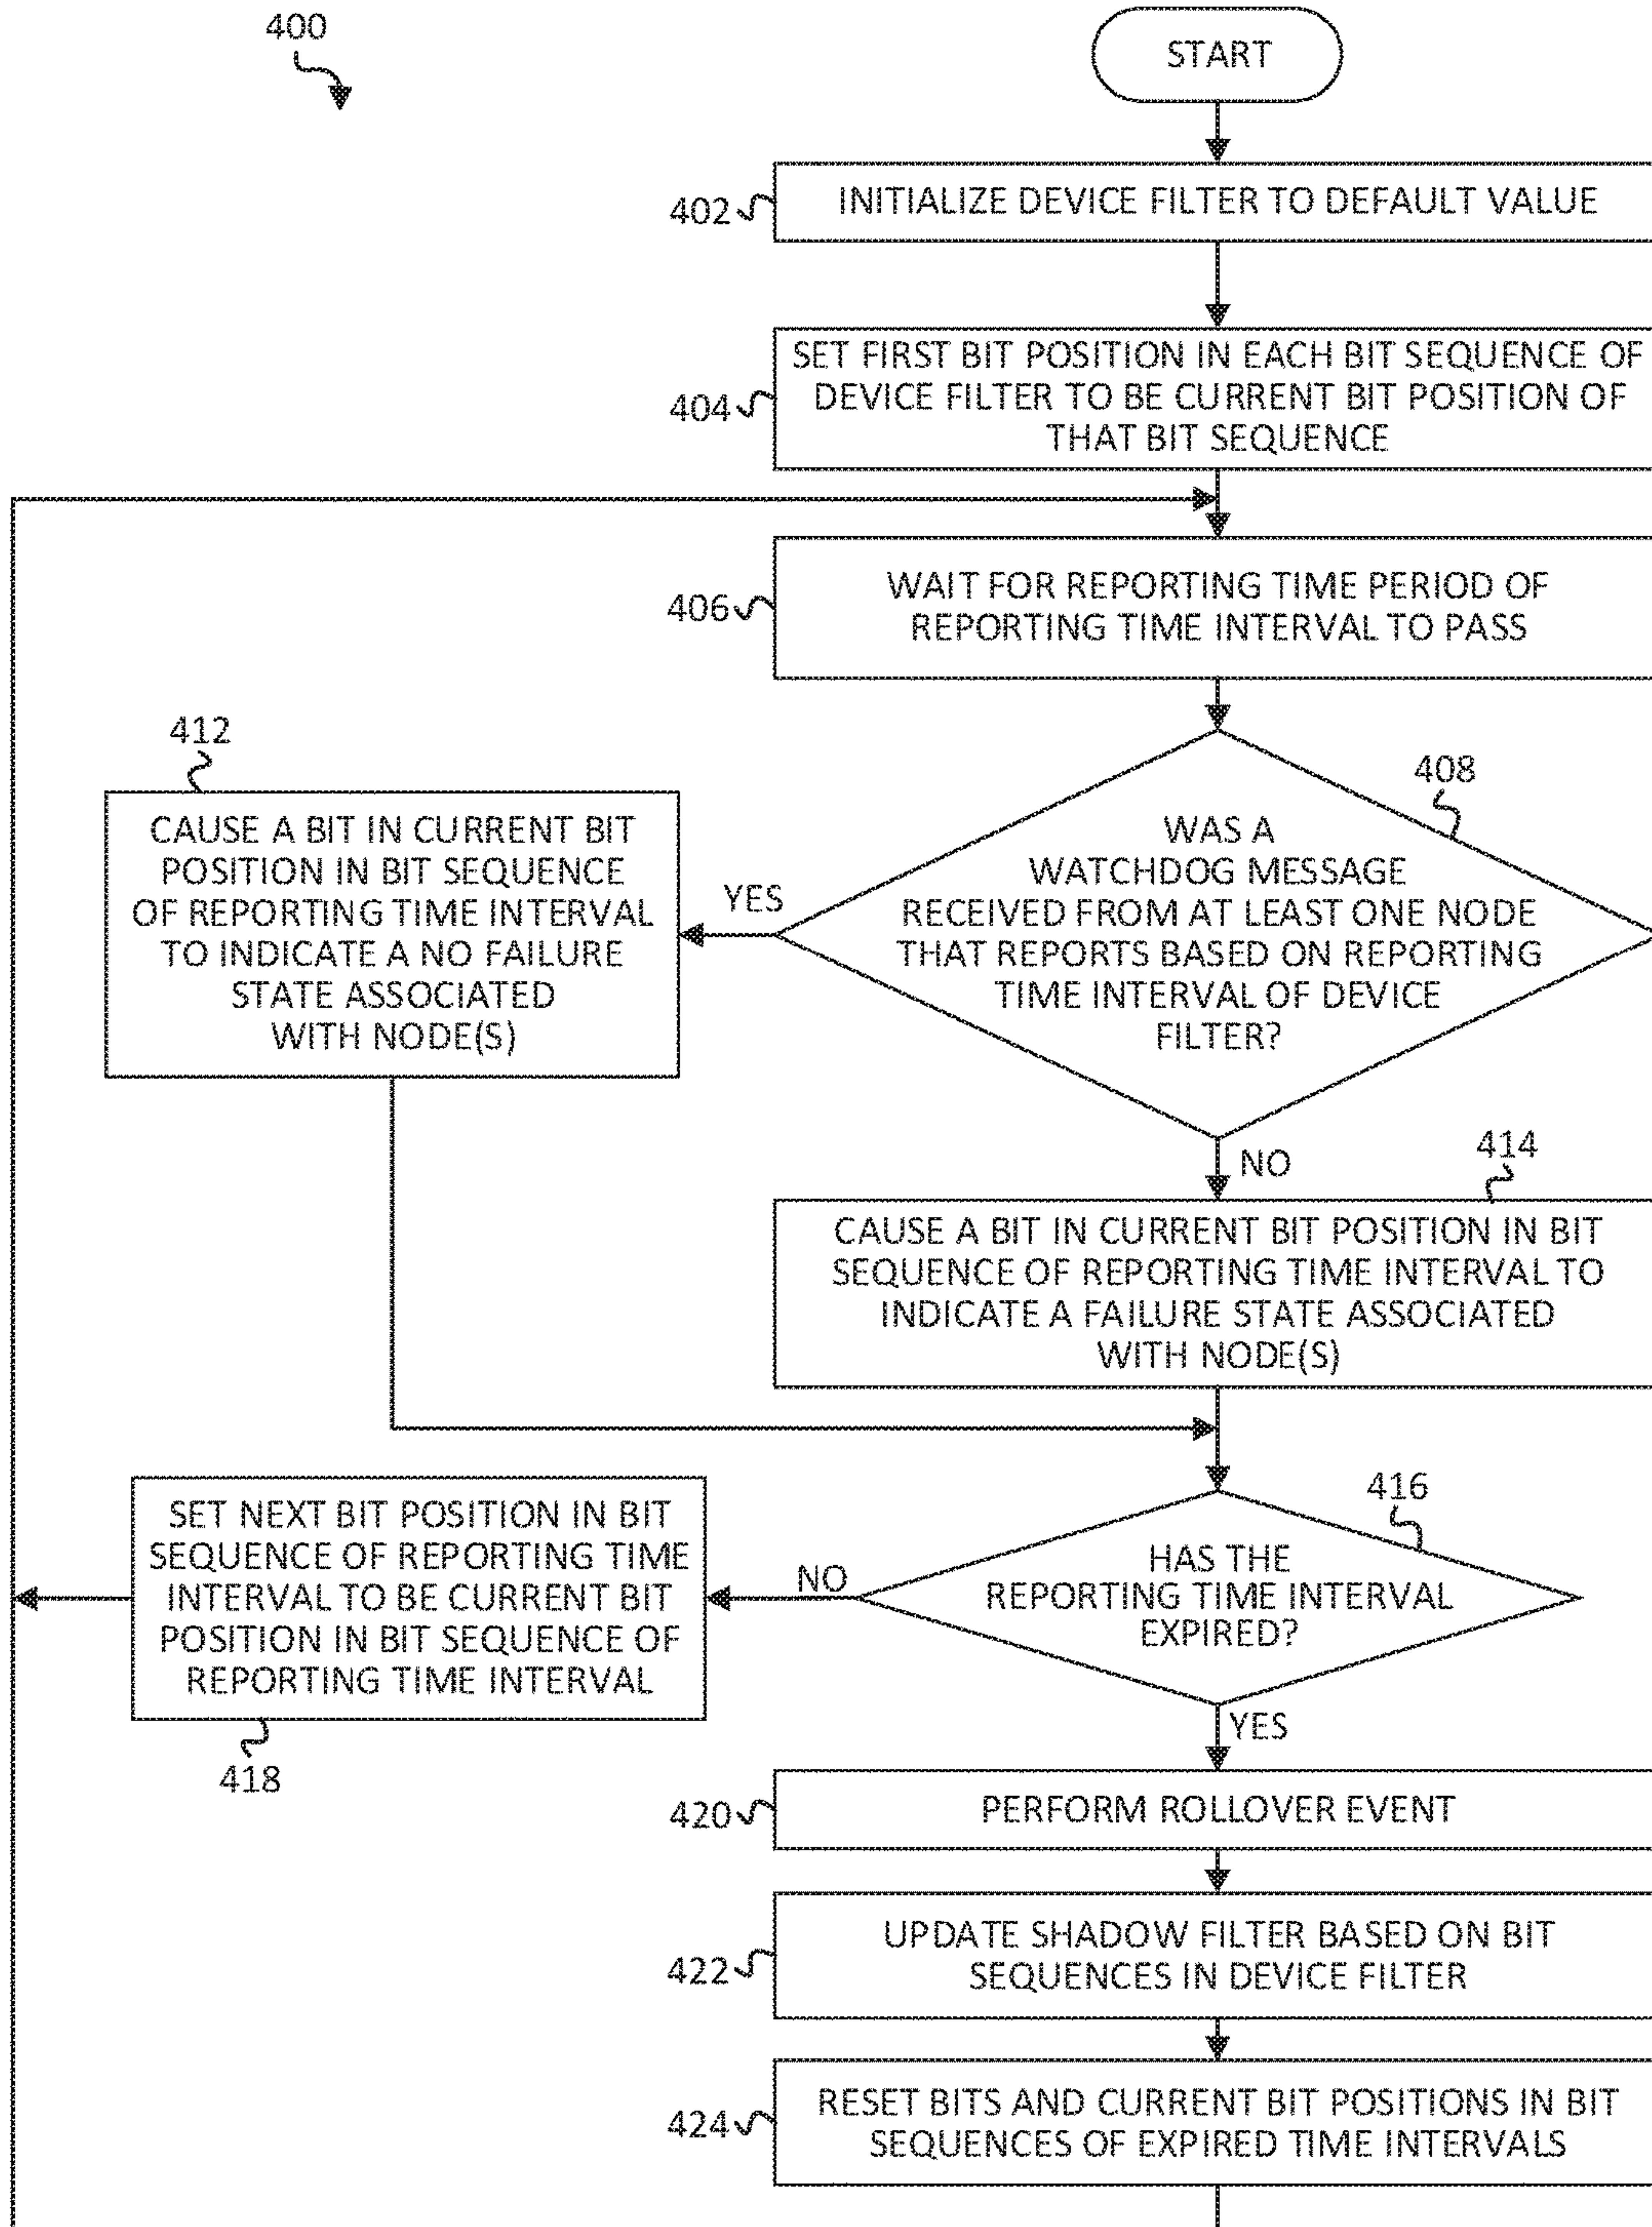 400
START
402
INITIALIZE DEVICE FILTER TO DEFAULT VALUE
404
SET FIRST BIT POSITION IN EACH BIT SEQUENCE OF
DEVICE FILTER TO BE CURRENT BIT POSITION OF
THAT BIT SEQUENCE
406
WAIT FOR REPORTING TIME PERIOD OF
REPORTING TIME INTERVAL TO PASS
408
WAS A
WATCHDOG MESSAGE
RECEIVED FROM AT LEAST ONE NODE
THAT REPORTS BASED ON REPORTING
TIME INTERVAL OF DEVICE
FILTER?
YES
412
CAUSE A BIT IN CURRENT BIT
POSITION IN BIT SEQUENCE
OF REPORTING TIME INTERVAL
TO INDICATE A NO FAILURE
STATE ASSOCIATED
WITH NODE(S)
NO
414
CAUSE A BIT IN CURRENT BIT POSITION IN BIT
SEQUENCE OF REPORTING TIME INTERVAL TO
INDICATE A FAILURE STATE ASSOCIATED
WITH NODE(S)
416
HAS THE
REPORTING TIME INTERVAL
EXPIRED?
NO
SET NEXT BIT POSITION IN BIT
SEQUENCE OF REPORTING TIME
INTERVAL TO BE CURRENT BIT
POSITION IN BIT SEQUENCE OF
REPORTING TIME INTERVAL
418
YES
420
PERFORM ROLLOVER EVENT
422
UPDATE SHADOW FILTER BASED ON BIT
SEQUENCES IN DEVICE FILTER
424
RESET BITS AND CURRENT BIT POSITIONS IN BIT
SEQUENCES OF EXPIRED TIME INTERVALS